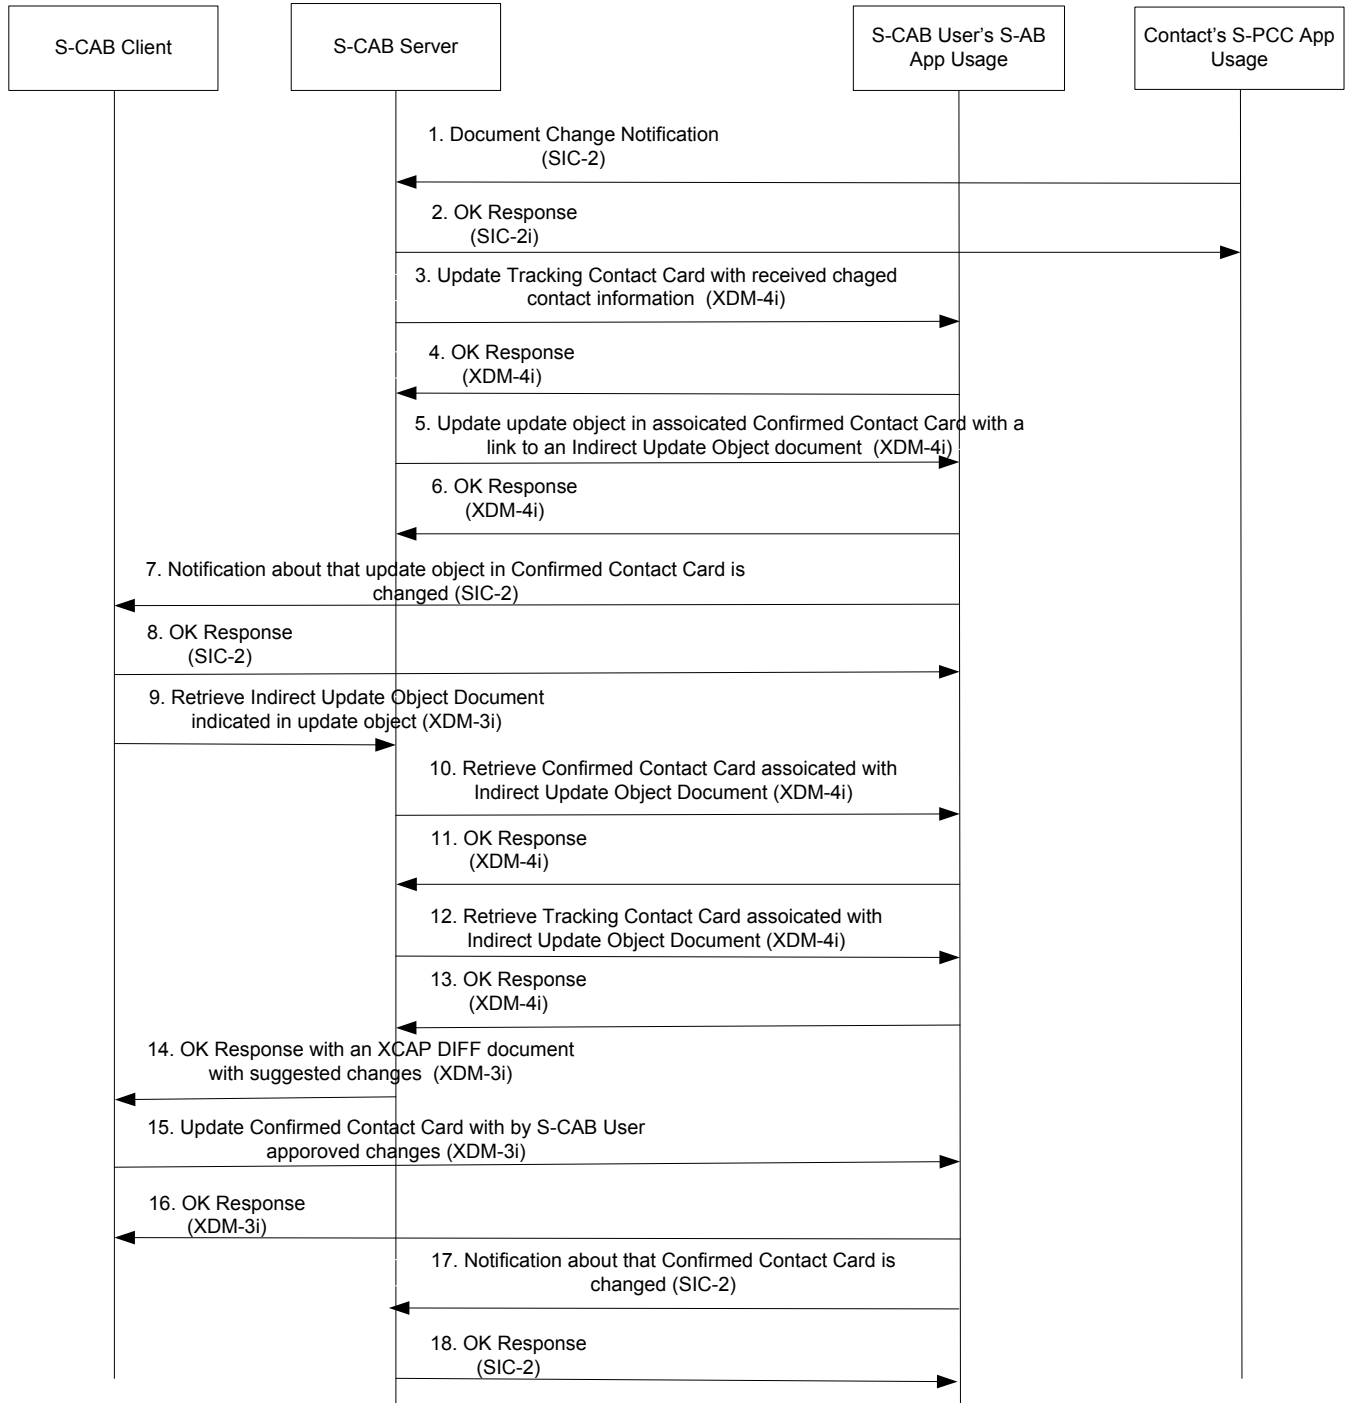 S-CAB Client
S-CAB Server
S-CAB User's S-AB
App Usage
Contact's S-PCC App
Usage
1. Document Change Notification
(SIC-2)
2. OK Response
(SIC-2i)
3. Update Tracking Contact Card with received chaged
contact information (XDM-4i)
4. OK Response
(XDM-4i)
5. Update update object in assoicated Confirmed Contact Card with a
link to an Indirect Update Object document (XDM-4i)
6. OK Response
(XDM-4i)
7. Notification about that update object in Confirmed Contact Card is
changed (SIC-2)
8. OK Response
(SIC-2)
9. Retrieve Indirect Update Object Document
indicated in update object (XDM-3i)
10. Retrieve Confirmed Contact Card assoicated with
Indirect Update Object Document (XDM-4i)
11. OK Response
(XDM-4i)
12. Retrieve Tracking Contact Card assoicated with
Indirect Update Object Document (XDM-4i)
13. OK Response
(XDM-4i)
14. OK Response with an XCAP DIFF document
with suggested changes (XDM-3i)
15. Update Confirmed Contact Card with by S-CAB User
apporoved changes (XDM-3i)
16. OK Response
(XDM-3i)
17. Notification about that Confirmed Contact Card is
changed (SIC-2)
18. OK Response
(SIC-2)